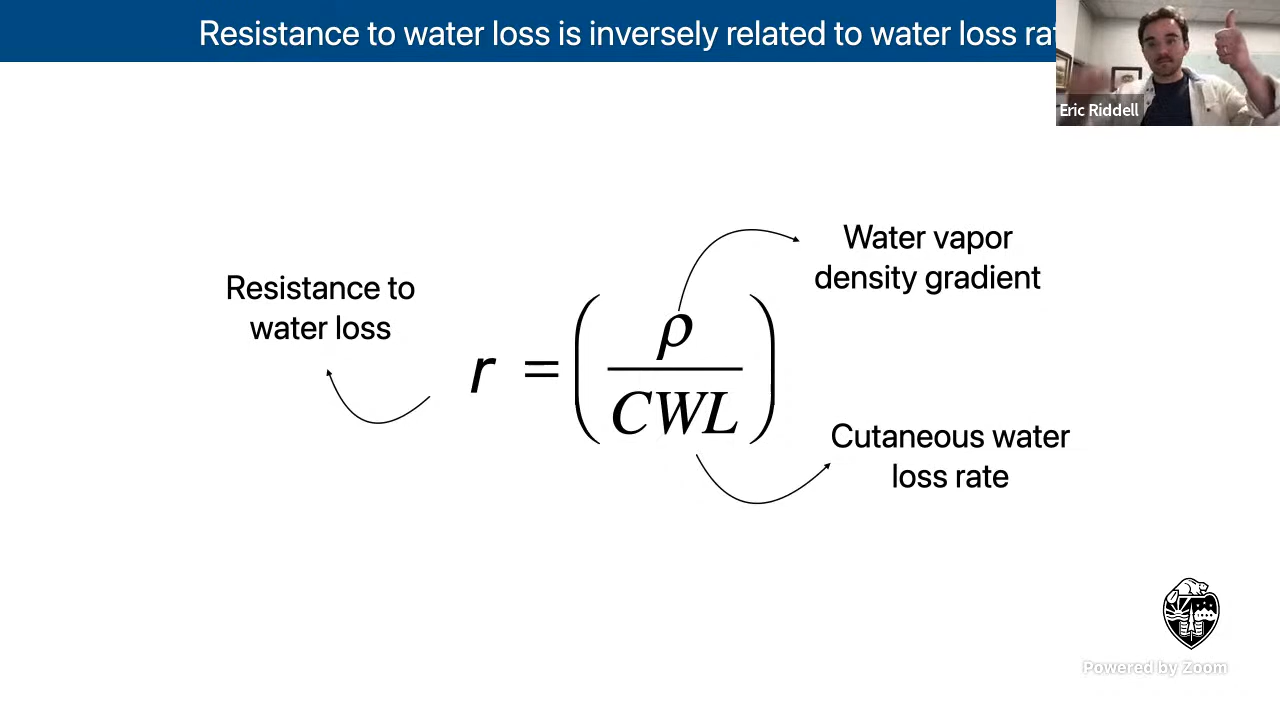 Resistance to water loss is inversely related to water loss
Eric Riddell
Water vapor
density gradient
Resistance to
water loss
r = ( ρ / CWL )
Cutaneous water
loss rate
Powered by Zoom